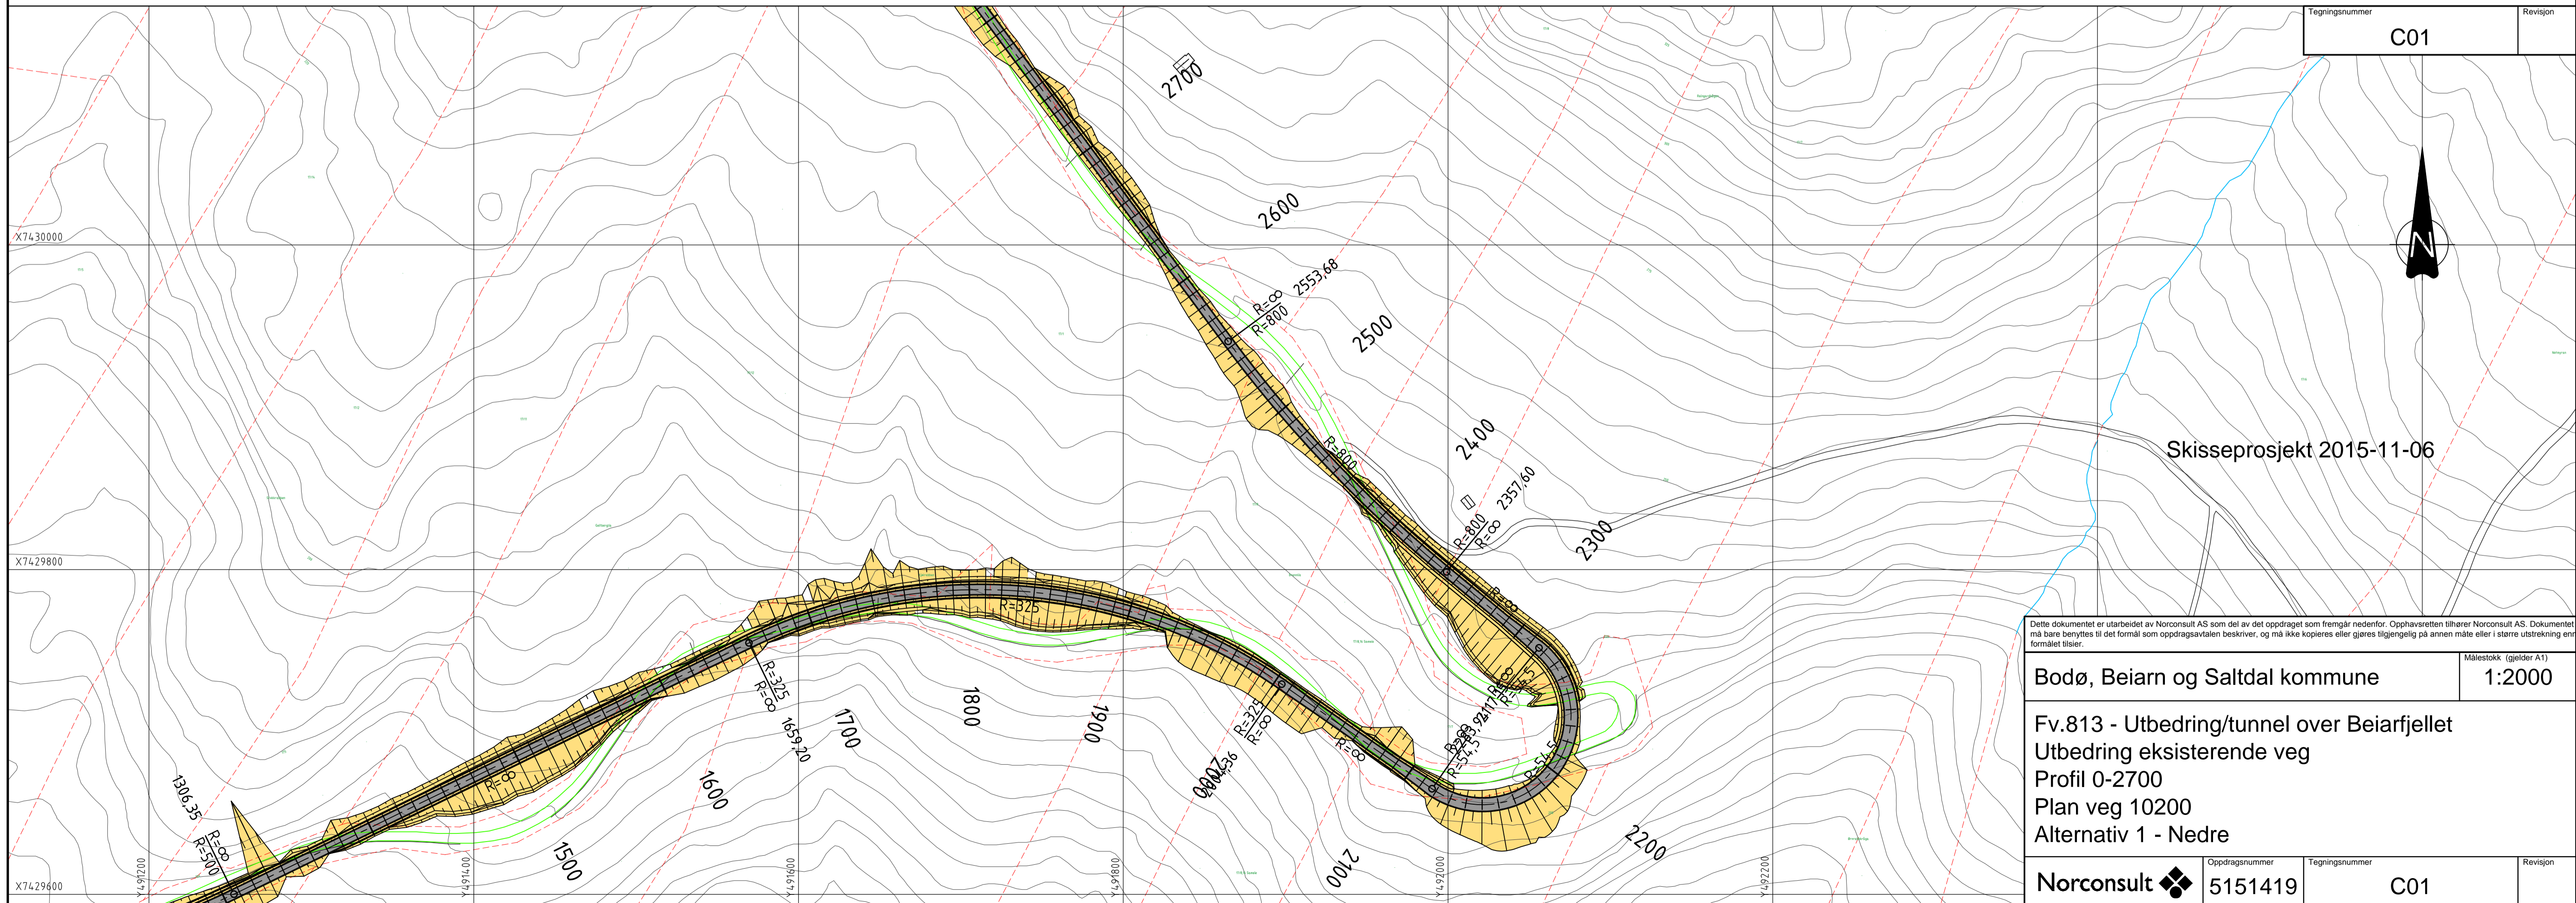 Tegningsnummer
C01
Revisjon
2700
2600
X7430000
R=∞
R=800
2553,68
2500
R=800
2400
R=800
R=∞
2357,60
2300
Skisseprosjekt 2015-11-06
X7429800
R=∞
R=325
R=325
R=∞
1659,20
1700
1800
1900
R=325
R=∞
2000
R=∞
R=54,5
R=54,5
R=∞
1306,35
R=∞
R=500
1500
1600
2100
2200
X7429600
Y491200
Y491400
Y491600
Y491800
Y492000
Y492200
Dette dokumentet er utarbeidet av Norconsult AS som del av det oppdraget som fremgår nedenfor. Opphavsretten tilhører Norconsult AS. Dokumentet
må bare benyttes til det formål som oppdragsavtalen beskriver, og må ikke kopieres eller gjøres tilgjengelig på annen måte eller i større utstrekning enn
formålet tilsier.
Bodø, Beiarn og Saltdal kommune
Målestokk (gjelder A1)
1:2000
Fv.813 - Utbedring/tunnel over Beiarfjellet
Utbedring eksisterende veg
Profil 0-2700
Plan veg 10200
Alternativ 1 - Nedre
Norconsult
Oppdragsnummer
5151419
Tegningsnummer
C01
Revisjon
N